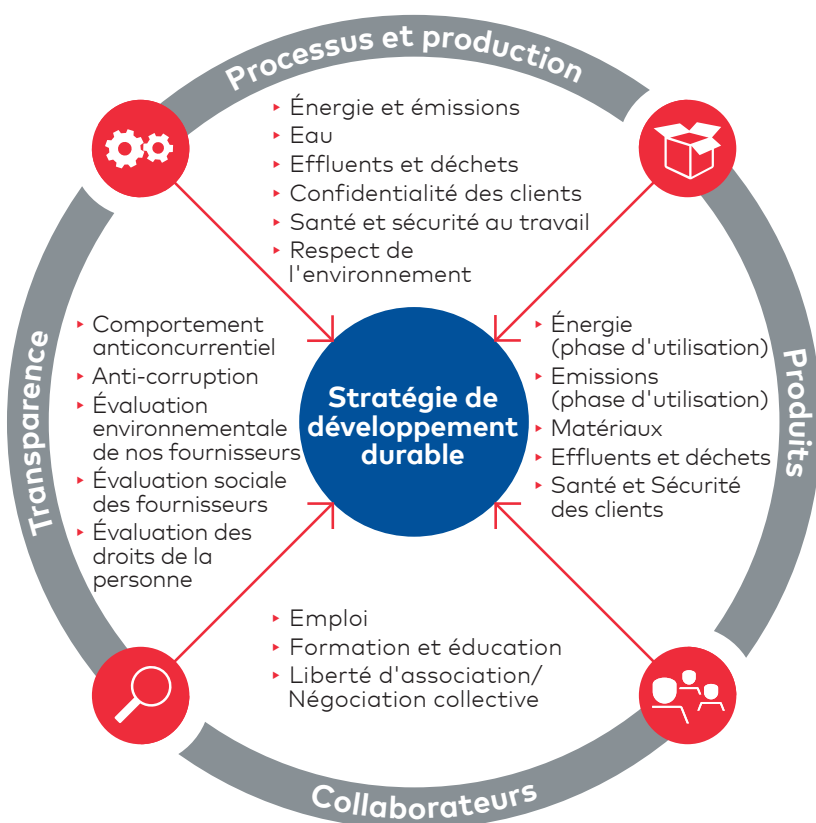 Processus et production
▸ Énergie et émissions
▸ Eau
▸ Effluents et déchets
▸ Confidentialité des clients
▸ Santé et sécurité au travail
▸ Respect de
l'environnement
Transparence
▸ Comportement
anticoncurrentiel
▸ Anti-corruption
▸ Évaluation
environnementale
de nos fournisseurs
▸ Évaluation sociale
des fournisseurs
▸ Évaluation des
droits de la
personne
Stratégie de
développement
durable
▸ Énergie
(phase d'utilisation)
▸ Emissions
(phase d'utilisation)
▸ Matériaux
▸ Effluents et déchets
▸ Santé et Sécurité
des clients
Produits
▸ Emploi
▸ Formation et éducation
▸ Liberté d'association/
Négociation collective
Collaborateurs